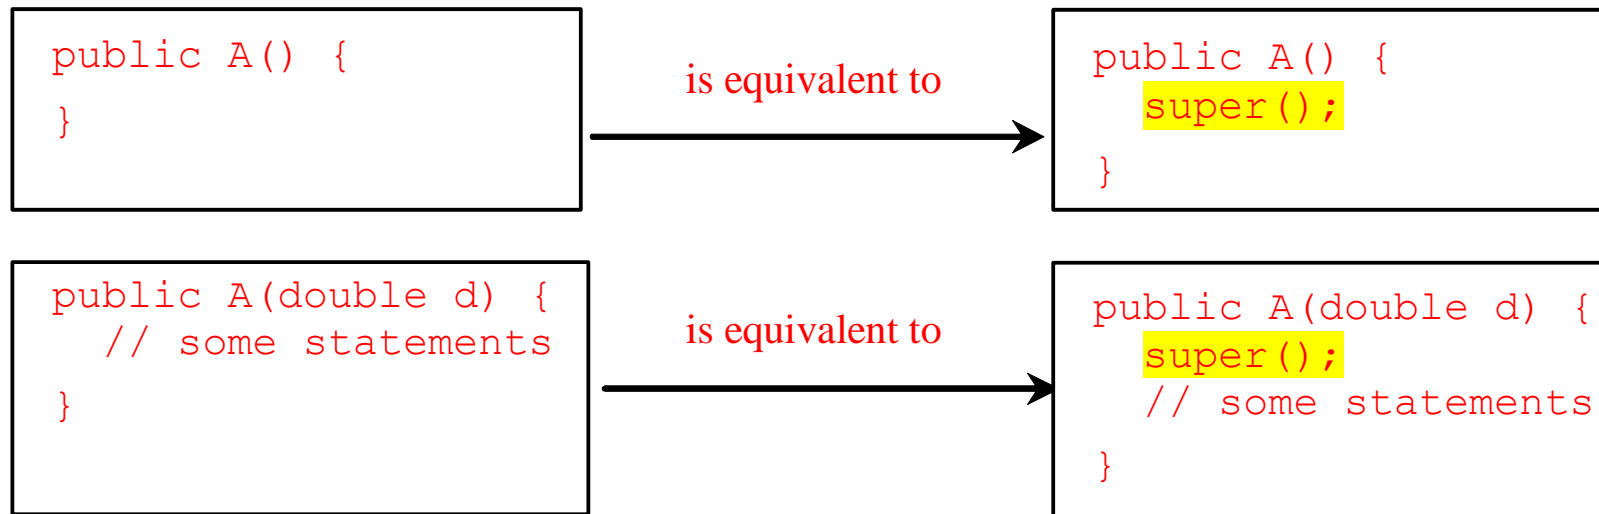 public A() {
}
is equivalent to
public A() {
super();
}
public A(double d) {
// some statements
}
is equivalent to
public A(double d) {
super();
// some statements
}